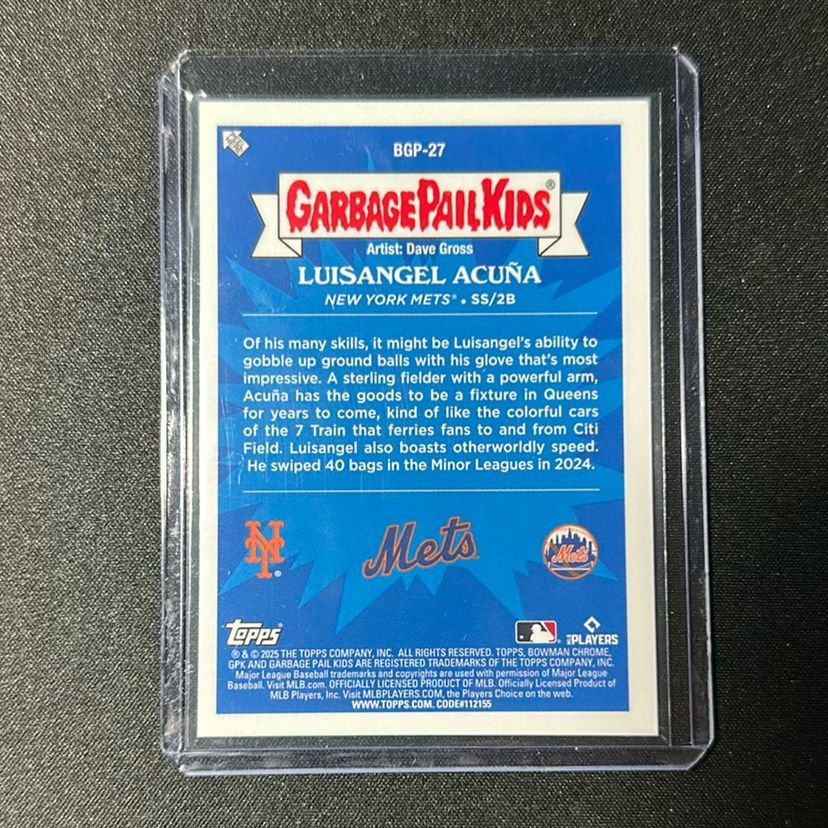 BGP-27
GARBAGE PAIL KIDS®
Artist: Dave Gross
LUISANGEL ACUÑA
NEW YORK METS® • SS/2B
Of his many skills, it might be Luisangel's ability to
gobble up ground balls with his glove that's most
impressive. A sterling fielder with a powerful arm,
Acuña has the goods to be a fixture in Queens
for years to come, kind of like the colorful cars
of the 7 Train that ferries fans to and from Citi
Field. Luisangel also boasts otherworldly speed.
He swiped 40 bags in the Minor Leagues in 2024.
NY®
Mets
Mets
TOPPS
PLAYERS
® & © 2025 THE TOPPS COMPANY, INC. ALL RIGHTS RESERVED. TOPPS, BOWMAN CHROME,
GPK AND GARBAGE PAIL KIDS ARE REGISTERED TRADEMARKS OF THE TOPPS COMPANY, INC.
Major League Baseball trademarks and copyrights are used with permission of Major League
Baseball. Visit MLB.com. OFFICIALLY LICENSED PRODUCT OF MLB. Officially Licensed Product of
MLB Players, Inc. Visit MLBPLAYERS.COM, the Players Choice on the web.
WWW.TOPPS.COM. CODE#112155